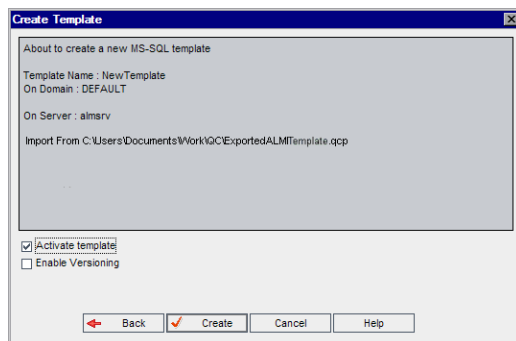 Create Template
About to create a new MS-SQL template
Template Name : NewTemplate
On Domain : DEFAULT
On Server : almsrv
Import From C:\Users\Documents\Work\QC\ExportedALMTemplate.qcp
Activate template
Enable Versioning
Back Create Cancel Help